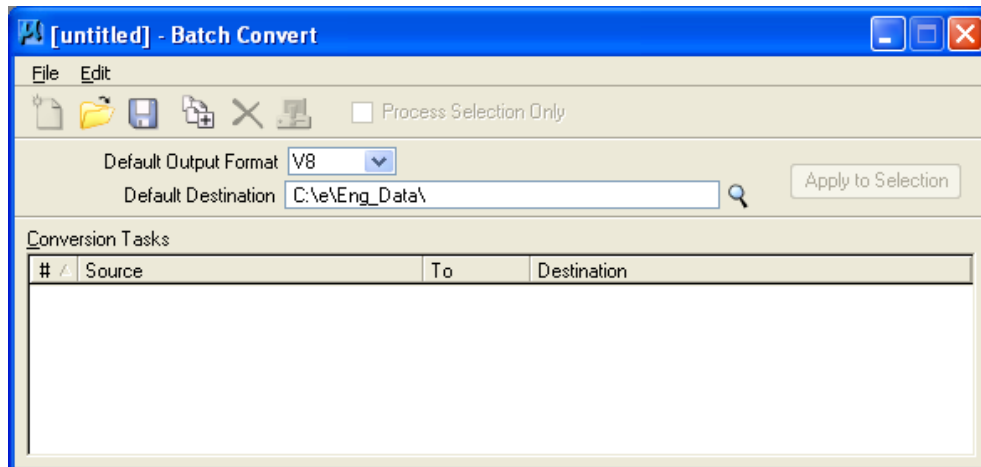 [untitled] - Batch Convert
File Edit
Process Selection Only
Default Output Format V8
Default Destination C:\e\Eng_Data\
Apply to Selection
Conversion Tasks
# Source To Destination